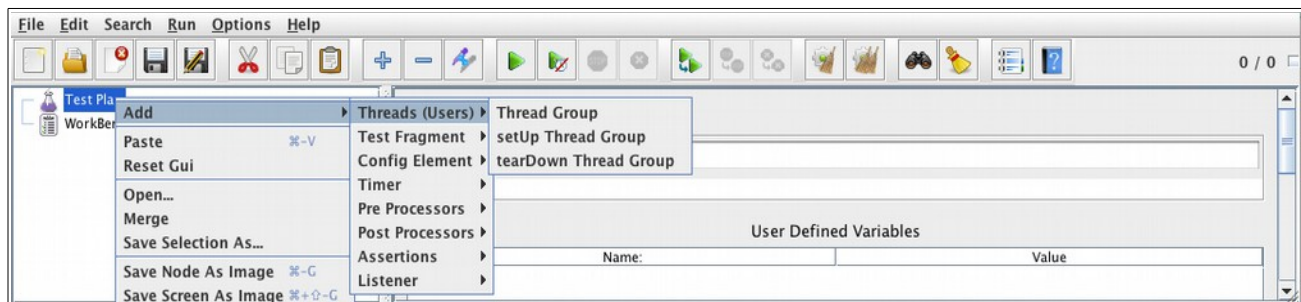 File Edit Search Run Options Help
0 / 0
Test Pla
WorkBer
Add
Paste ⌘-V
Reset Gui
Open...
Merge
Save Selection As...
Save Node As Image ⌘-G
Save Screen As Image ⌘+⇧-G
Threads (Users)
Test Fragment
Config Element
Timer
Pre Processors
Post Processors
Assertions
Listener
Thread Group
setUp Thread Group
tearDown Thread Group
User Defined Variables
Name: Value